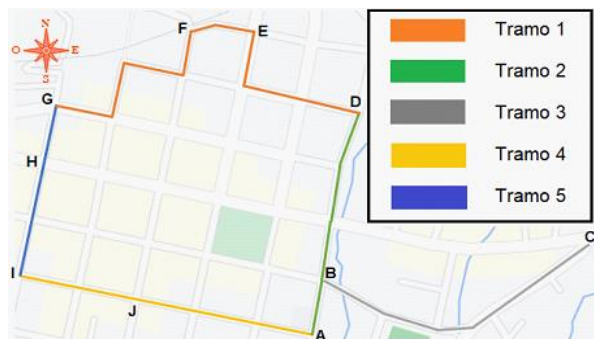 N
O E
S
F E
G
D
H
C
I
B
J
A
Tramo 1
Tramo 2
Tramo 3
Tramo 4
Tramo 5